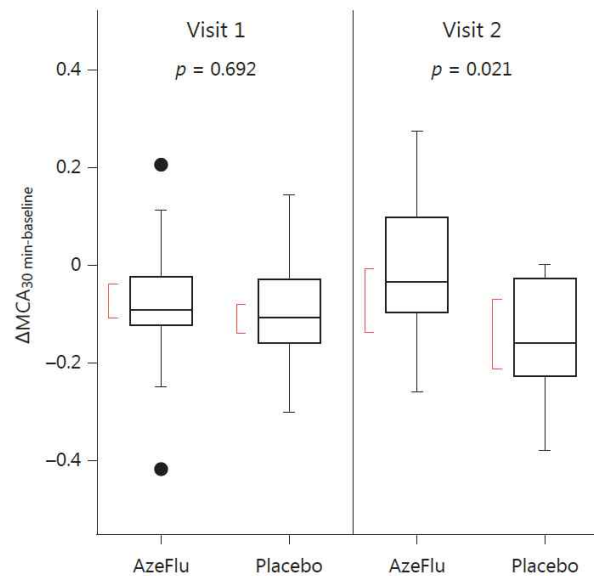 Visit 1
Visit 2
p = 0.692
p = 0.021
0.4
0.2
0
–0.2
–0.4
ΔMCA30 min-baseline
AzeFlu
Placebo
AzeFlu
Placebo